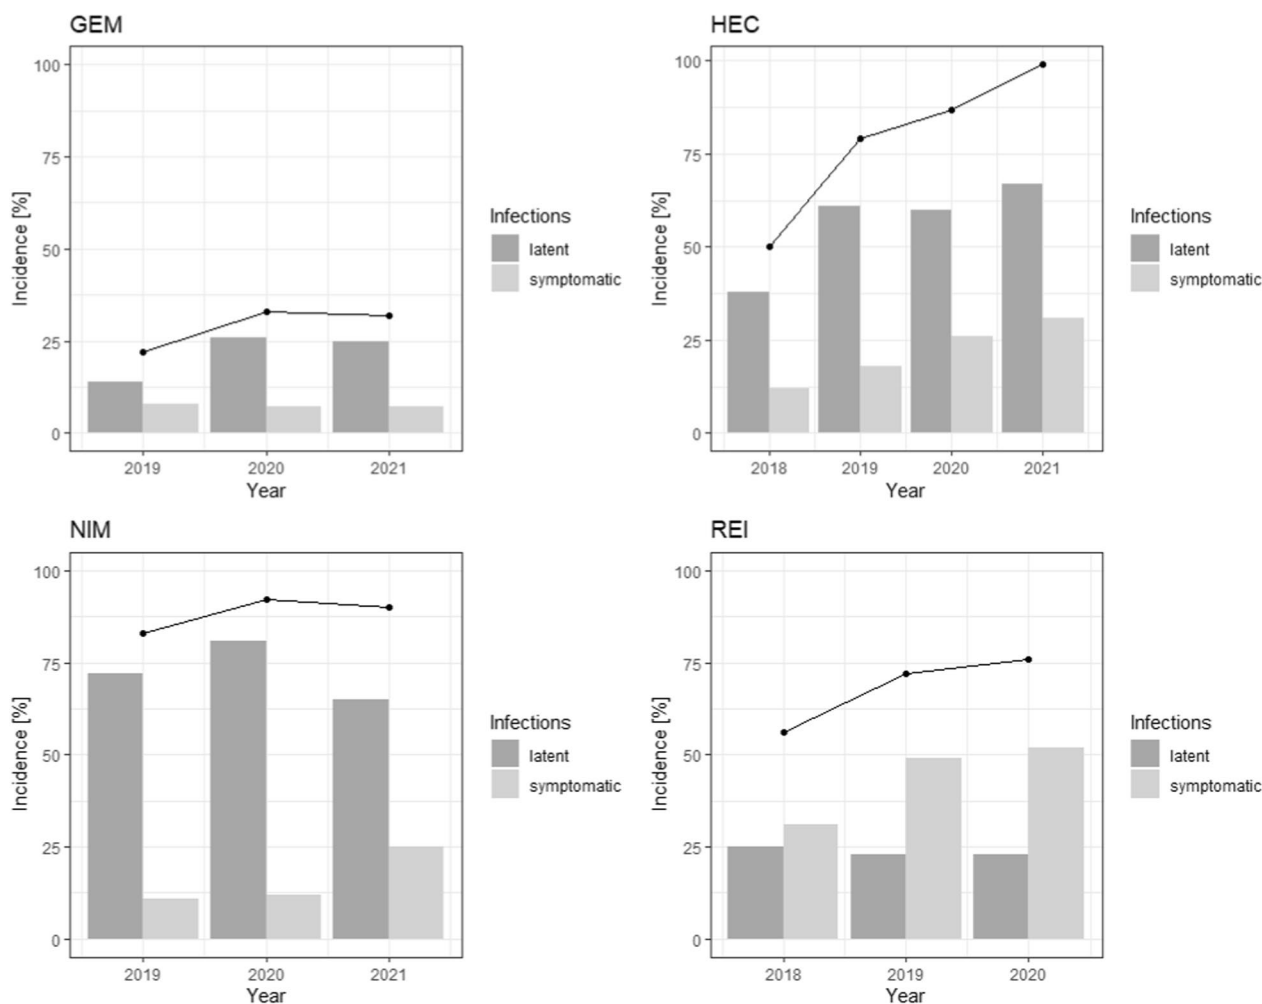 GEM
100
75
50
25
0
Incidence [%]
2019 2020 2021
Year
Infections
latent
symptomatic
HEC
100
75
50
25
0
Incidence [%]
2018 2019 2020 2021
Year
Infections
latent
symptomatic
NIM
100
75
50
25
0
Incidence [%]
2019 2020 2021
Year
Infections
latent
symptomatic
REI
100
75
50
25
0
Incidence [%]
2018 2019 2020
Year
Infections
latent
symptomatic